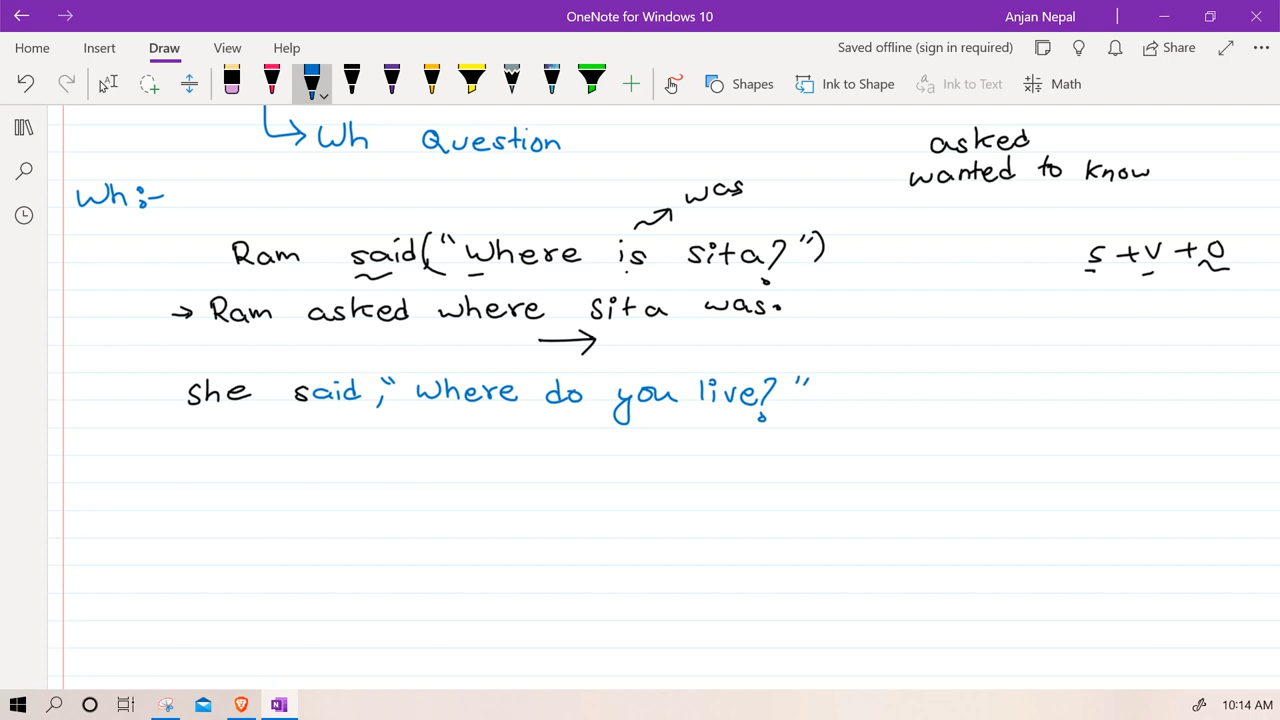 OneNote for Windows 10
Anjan Nepal
Home Insert Draw View Help
Saved offline (sign in required)
Share
Shapes
Ink to Shape
Ink to Text
Math
Wh Question
asked
wanted to know
Wh:-
was
Ram said("Where is sita?")
S + V + O
→ Ram asked where sita was.
→
She said," Where do you live?"
10:14 AM